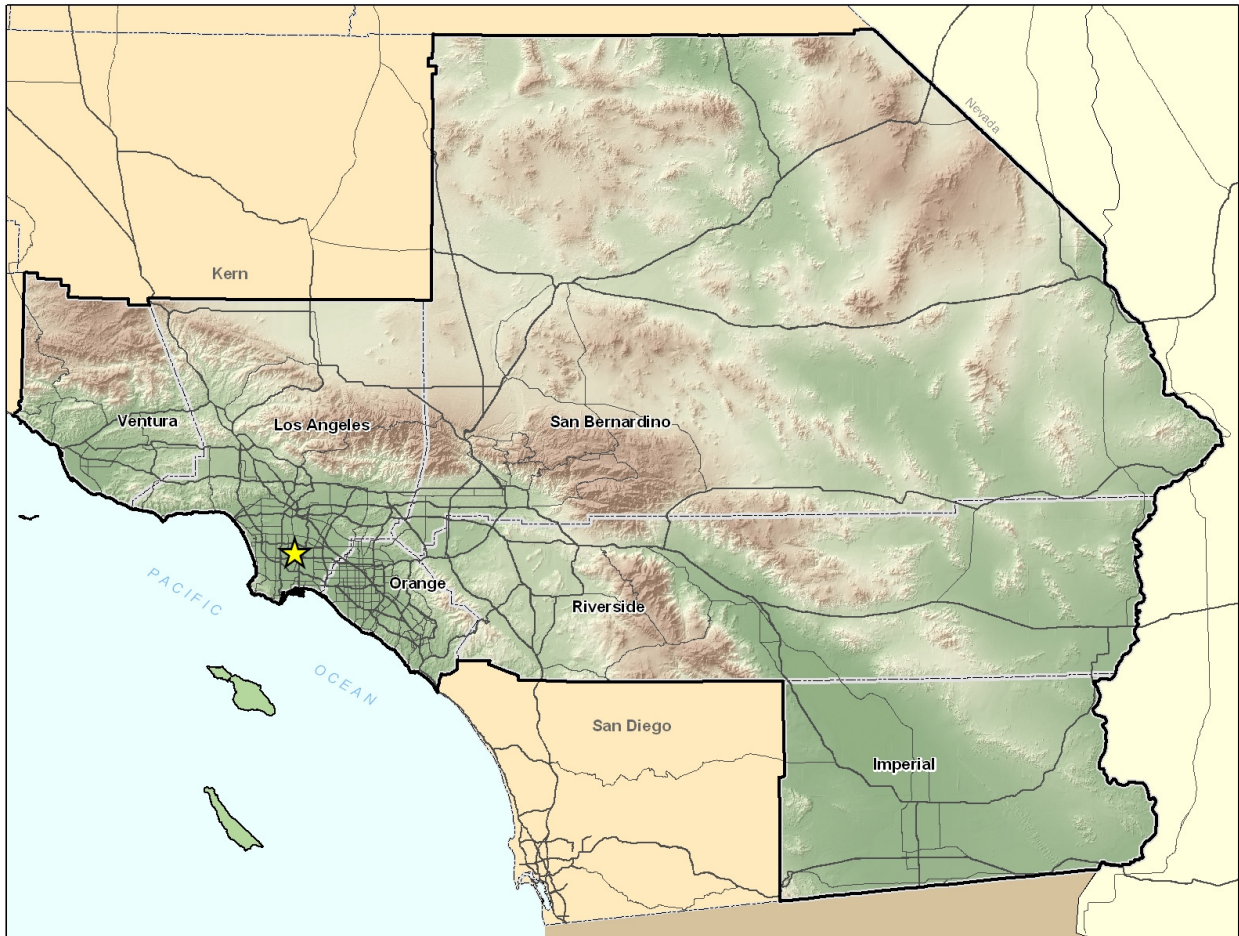 Nevada
Kern
Ventura
Los Angeles
San Bernardino
PACIFIC
OCEAN
Orange
Riverside
San Diego
Imperial